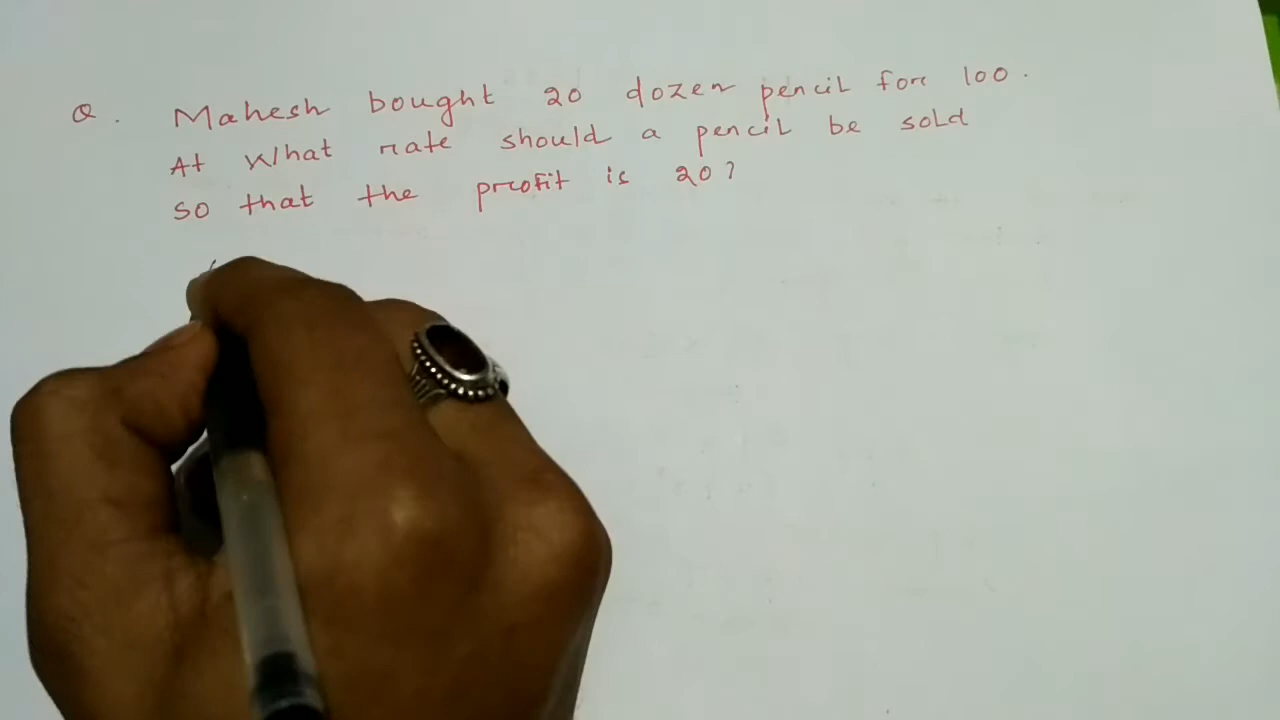 Q. Mahesh bought 20 dozen pencil for 100.
At What rate should a pencil be sold
so that the profit is 20?